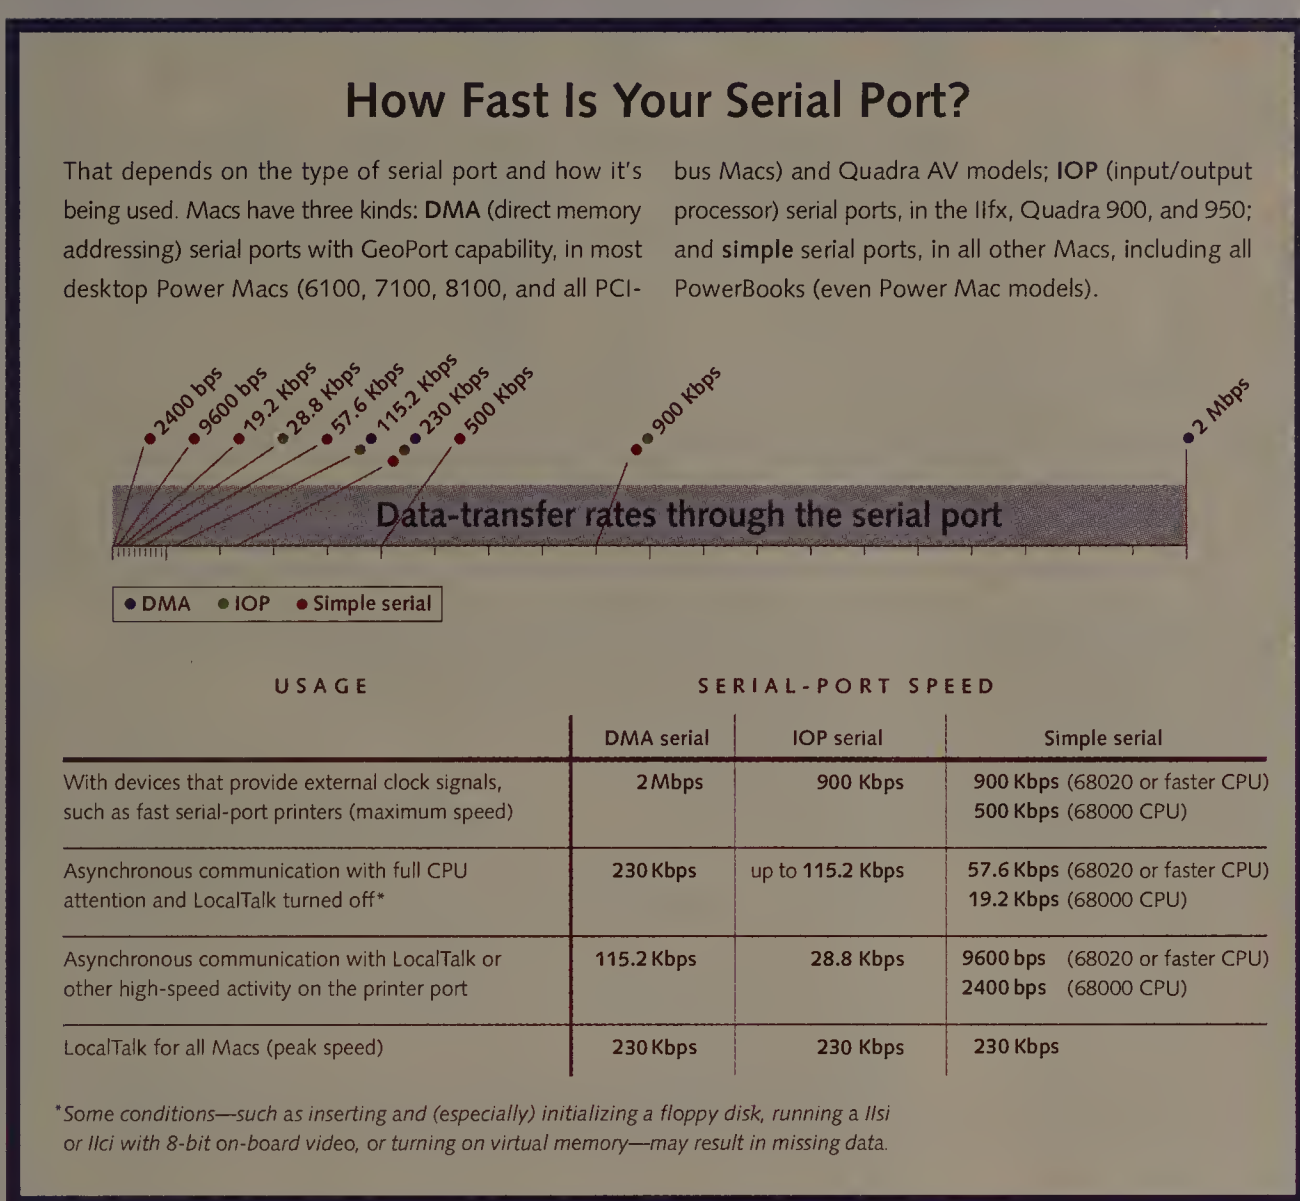 How Fast Is Your Serial Port?
That depends on the type of serial port and how it's
being used. Macs have three kinds: DMA (direct memory
addressing) serial ports with GeoPort capability, in most
desktop Power Macs (6100, 7100, 8100, and all PCI-
bus Macs) and Quadra AV models; IOP (input/output
processor) serial ports, in the IIfx, Quadra 900, and 950;
and simple serial ports, in all other Macs, including all
PowerBooks (even Power Mac models).
2400 bps
9600 bps
19.2 Kbps
28.8 Kbps
57.6 Kbps
115.2 Kbps
230 Kbps
500 Kbps
900 Kbps
2 Mbps
Data-transfer rates through the serial port
DMA IOP Simple serial
USAGE SERIAL-PORT SPEED
DMA serial IOP serial Simple serial
With devices that provide external clock signals, 2Mbps 900 Kbps 900 Kbps (68020 or faster CPU)
such as fast serial-port printers (maximum speed) 500 Kbps (68000 CPU)
Asynchronous communication with full CPU 230 Kbps up to 115.2 Kbps 57.6 Kbps (68020 or faster CPU)
attention and LocalTalk turned off* 19.2 Kbps (68000 CPU)
Asynchronous communication with LocalTalk or 115.2 Kbps 28.8 Kbps 9600 bps (68020 or faster CPU)
other high-speed activity on the printer port 2400 bps (68000 CPU)
LocalTalk for all Macs (peak speed) 230 Kbps 230 Kbps 230 Kbps
*Some conditions—such as inserting and (especially) initializing a floppy disk, running a IIsi
or IIci with 8-bit on-board video, or turning on virtual memory—may result in missing data.